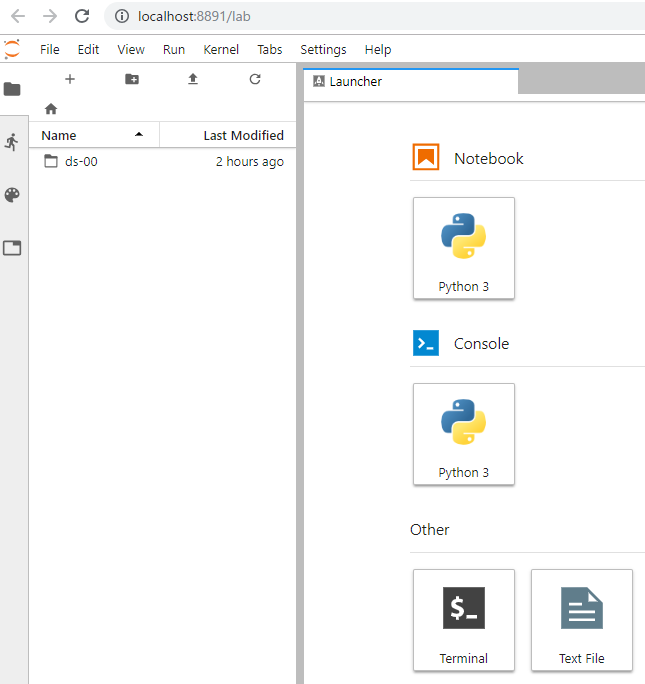 localhost:8891/lab
File Edit View Run Kernel Tabs Settings Help
Launcher
Name Last Modified
ds-00 2 hours ago
Notebook
Python 3
Console
Python 3
Other
$_
Terminal Text File